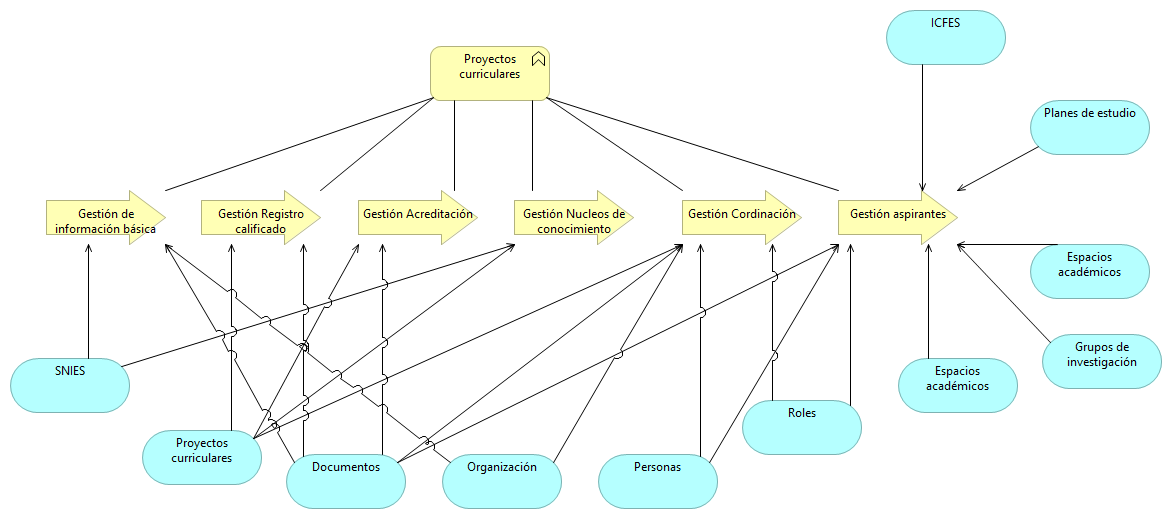 ICFES
Proyectos
curriculares
Planes de estudio
Gestión de
información básica
Gestión Registro
calificado
Gestión Acreditación
Gestión Nucleos de
conocimiento
Gestión Cordinación
Gestión aspirantes
Espacios
académicos
Grupos de
investigación
SNIES
Espacios
académicos
Roles
Proyectos
curriculares
Documentos
Organización
Personas